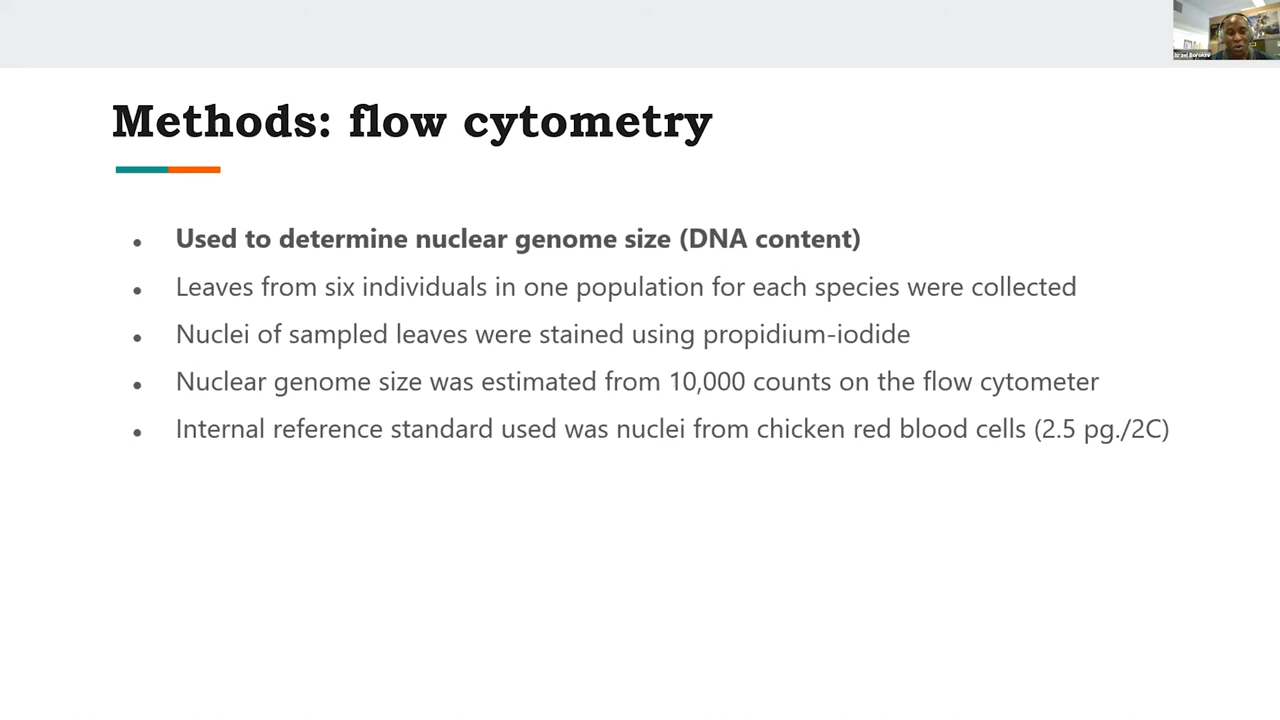 Israel Borokini
Methods: flow cytometry
• Used to determine nuclear genome size (DNA content)
• Leaves from six individuals in one population for each species were collected
• Nuclei of sampled leaves were stained using propidium-iodide
• Nuclear genome size was estimated from 10,000 counts on the flow cytometer
• Internal reference standard used was nuclei from chicken red blood cells (2.5 pg./2C)